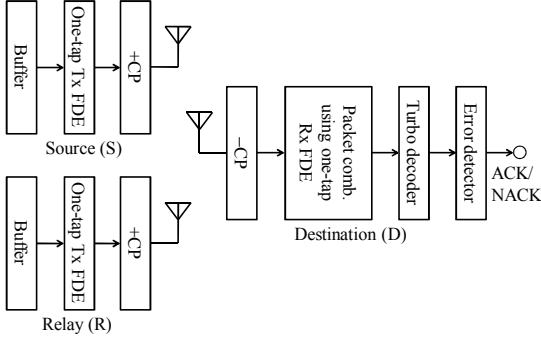 Buffer
One-tap
Tx FDE
+CP
Source (S)
Buffer
One-tap
Tx FDE
+CP
Relay (R)
−CP
Packet comb.
using one-tap
Rx FDE
Turbo decoder
Error detector
ACK/
NACK
Destination (D)